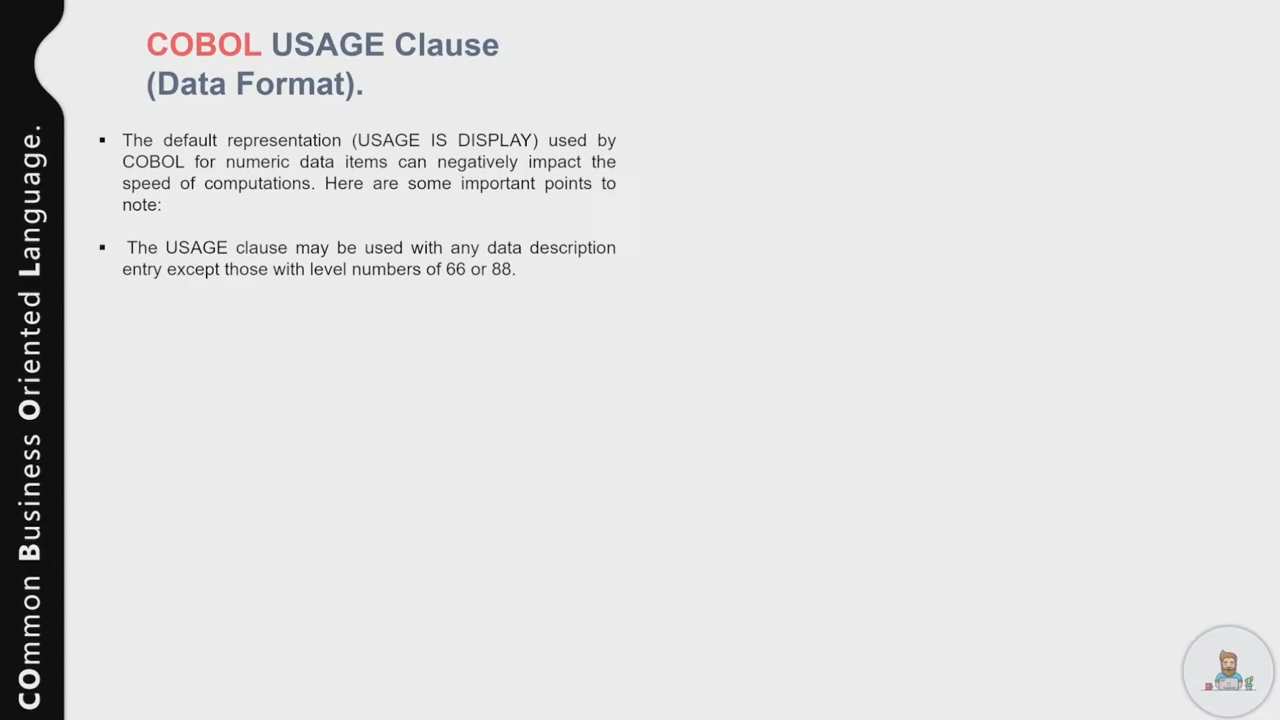 COBOL USAGE Clause
(Data Format).
▪ The default representation (USAGE IS DISPLAY) used by
COBOL for numeric data items can negatively impact the
speed of computations. Here are some important points to
note:
▪ The USAGE clause may be used with any data description
entry except those with level numbers of 66 or 88.
COmmon Business Oriented Language.